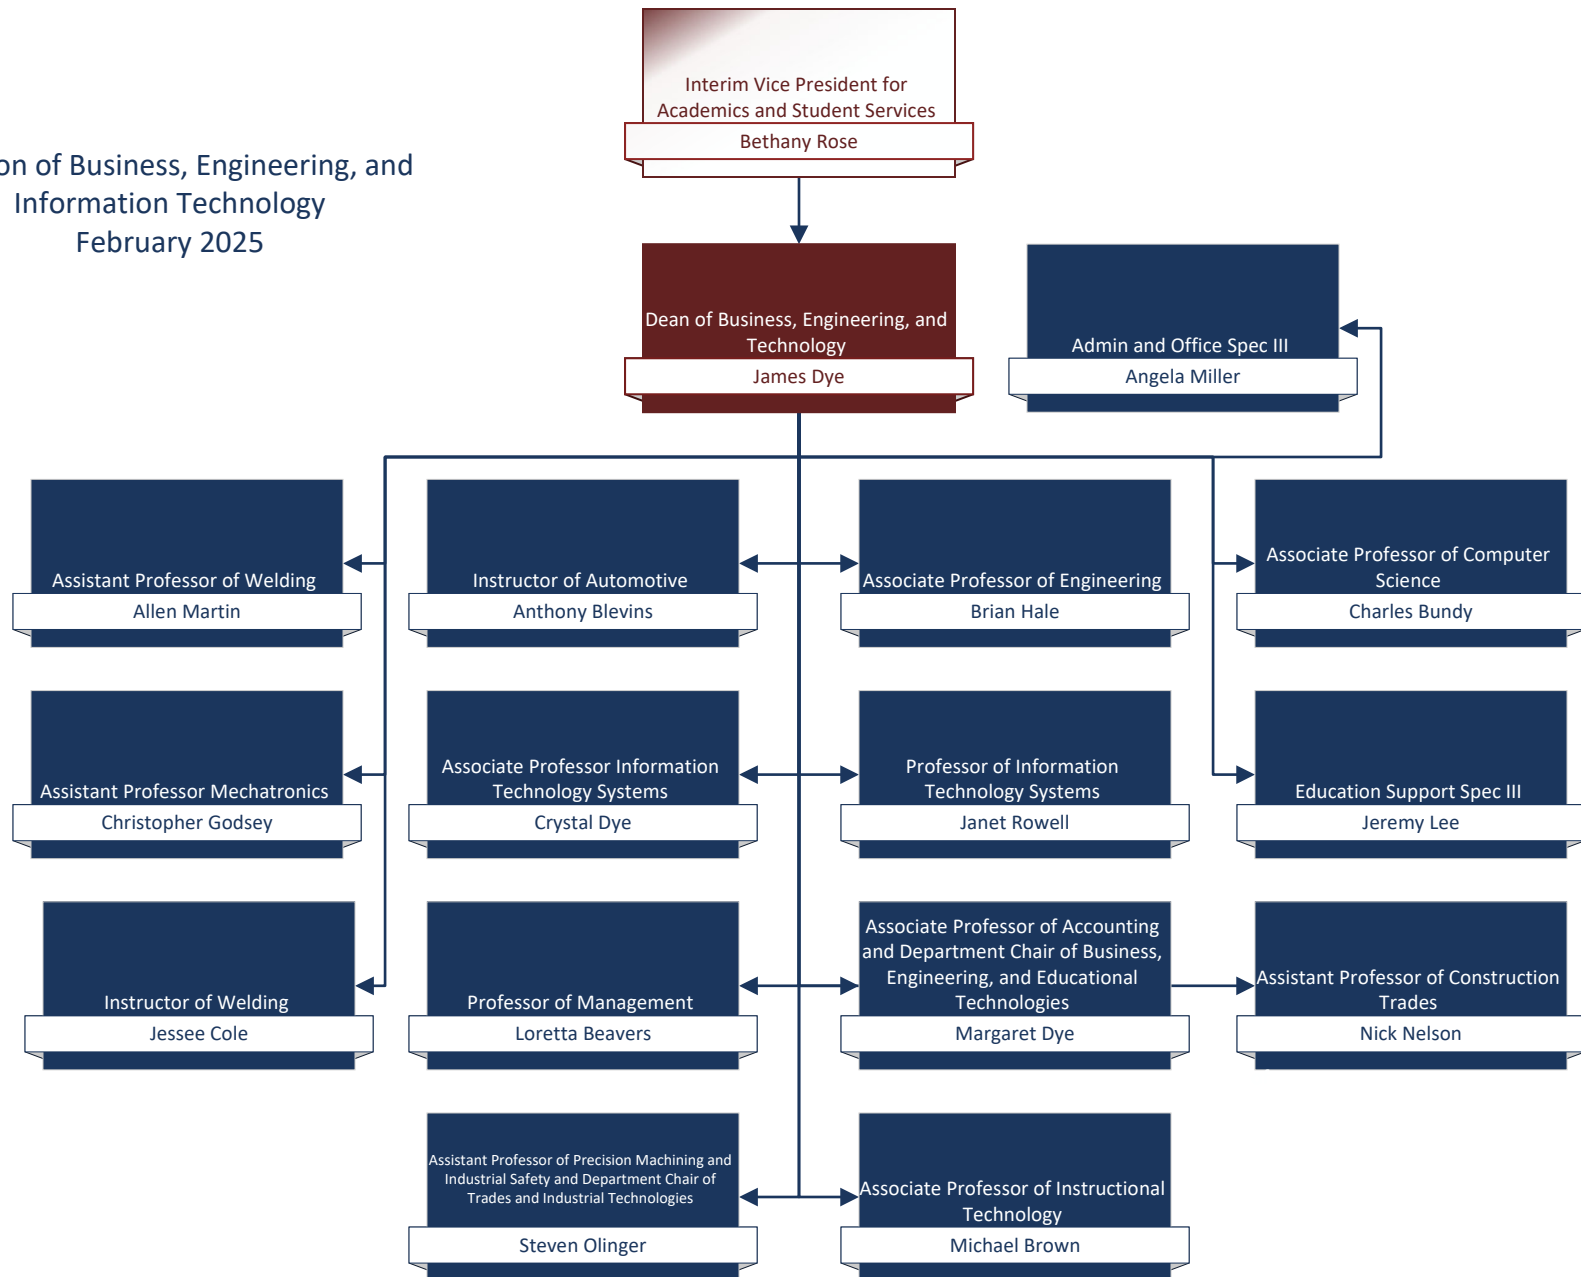 Interim Vice President for
Academics and Student Services
Bethany Rose
of Business, Engineering, and
Information Technology
February 2025
Dean of Business, Engineering, and
Technology
James Dye
Admin and Office Spec III
Angela Miller
Assistant Professor of Welding
Allen Martin
Instructor of Automotive
Anthony Blevins
Associate Professor of Engineering
Brian Hale
Associate Professor of Computer
Science
Charles Bundy
Assistant Professor Mechatronics
Christopher Godsey
Associate Professor Information
Technology Systems
Crystal Dye
Professor of Information
Technology Systems
Janet Rowell
Education Support Spec III
Jeremy Lee
Instructor of Welding
Jessee Cole
Professor of Management
Loretta Beavers
Associate Professor of Accounting
and Department Chair of Business,
Engineering, and Educational
Technologies
Margaret Dye
Assistant Professor of Construction
Trades
Nick Nelson
Assistant Professor of Precision Machining and
Industrial Safety and Department Chair of
Trades and Industrial Technologies
Steven Olinger
Associate Professor of Instructional
Technology
Michael Brown